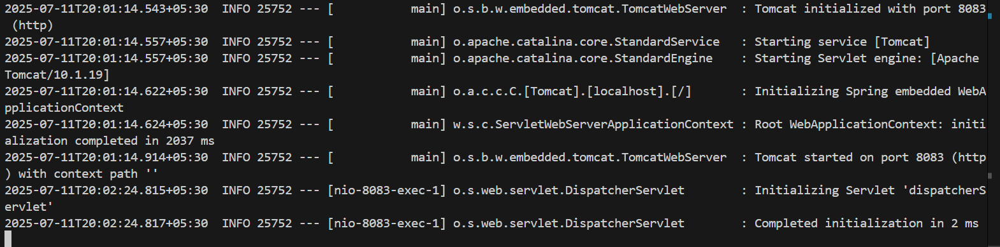 2025-07-11T20:01:14.543+05:30  INFO 25752 --- [           main] o.s.b.w.embedded.tomcat.TomcatWebServer  : Tomcat initialized with port 8083
 (http)
2025-07-11T20:01:14.557+05:30  INFO 25752 --- [           main] o.apache.catalina.core.StandardService   : Starting service [Tomcat]
2025-07-11T20:01:14.557+05:30  INFO 25752 --- [           main] o.apache.catalina.core.StandardEngine    : Starting Servlet engine: [Apache
Tomcat/10.1.19]
2025-07-11T20:01:14.622+05:30  INFO 25752 --- [           main] o.a.c.c.C.[Tomcat].[localhost].[/]       : Initializing Spring embedded WebA
pplicationContext
2025-07-11T20:01:14.624+05:30  INFO 25752 --- [           main] w.s.c.ServletWebServerApplicationContext : Root WebApplicationContext: initi
alization completed in 2037 ms
2025-07-11T20:01:14.914+05:30  INFO 25752 --- [           main] o.s.b.w.embedded.tomcat.TomcatWebServer  : Tomcat started on port 8083 (http
) with context path ''
2025-07-11T20:02:24.815+05:30  INFO 25752 --- [nio-8083-exec-1] o.s.web.servlet.DispatcherServlet        : Initializing Servlet 'dispatcherS
ervlet'
2025-07-11T20:02:24.817+05:30  INFO 25752 --- [nio-8083-exec-1] o.s.web.servlet.DispatcherServlet        : Completed initialization in 2 ms